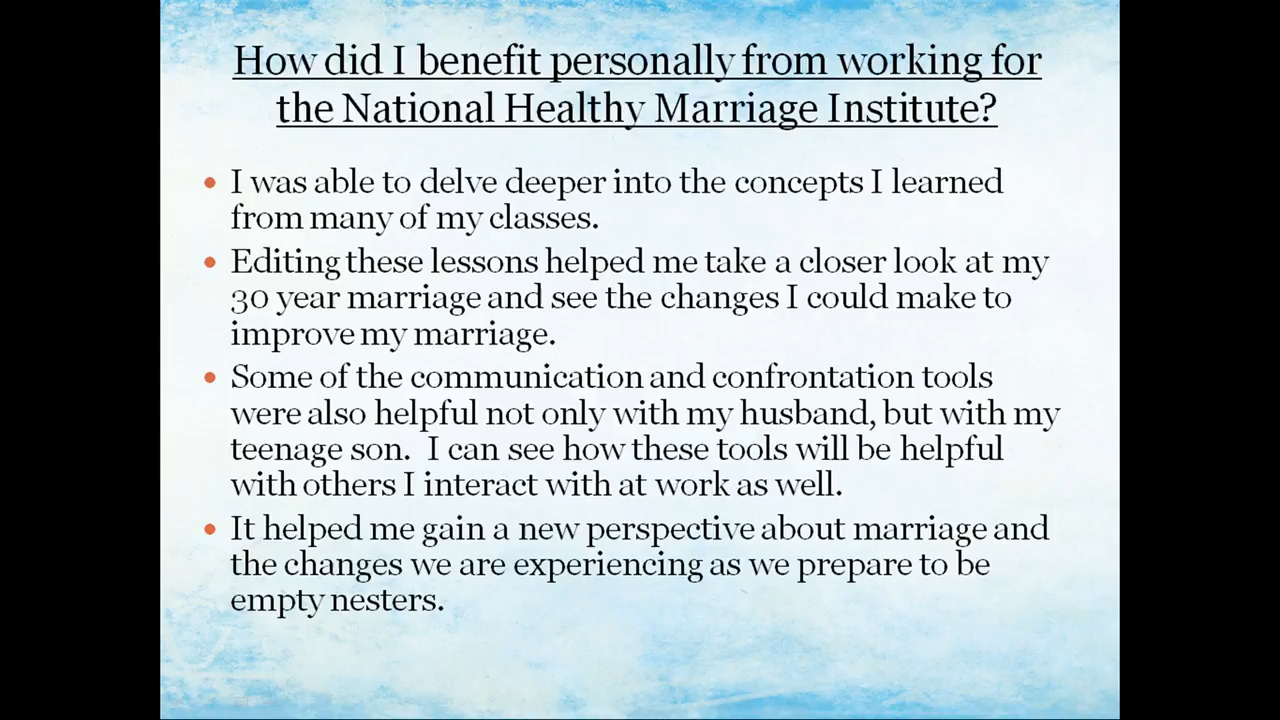 How did I benefit personally from working for
the National Healthy Marriage Institute?
• I was able to delve deeper into the concepts I learned
from many of my classes.
• Editing these lessons helped me take a closer look at my
30 year marriage and see the changes I could make to
improve my marriage.
• Some of the communication and confrontation tools
were also helpful not only with my husband, but with my
teenage son.  I can see how these tools will be helpful
with others I interact with at work as well.
• It helped me gain a new perspective about marriage and
the changes we are experiencing as we prepare to be
empty nesters.